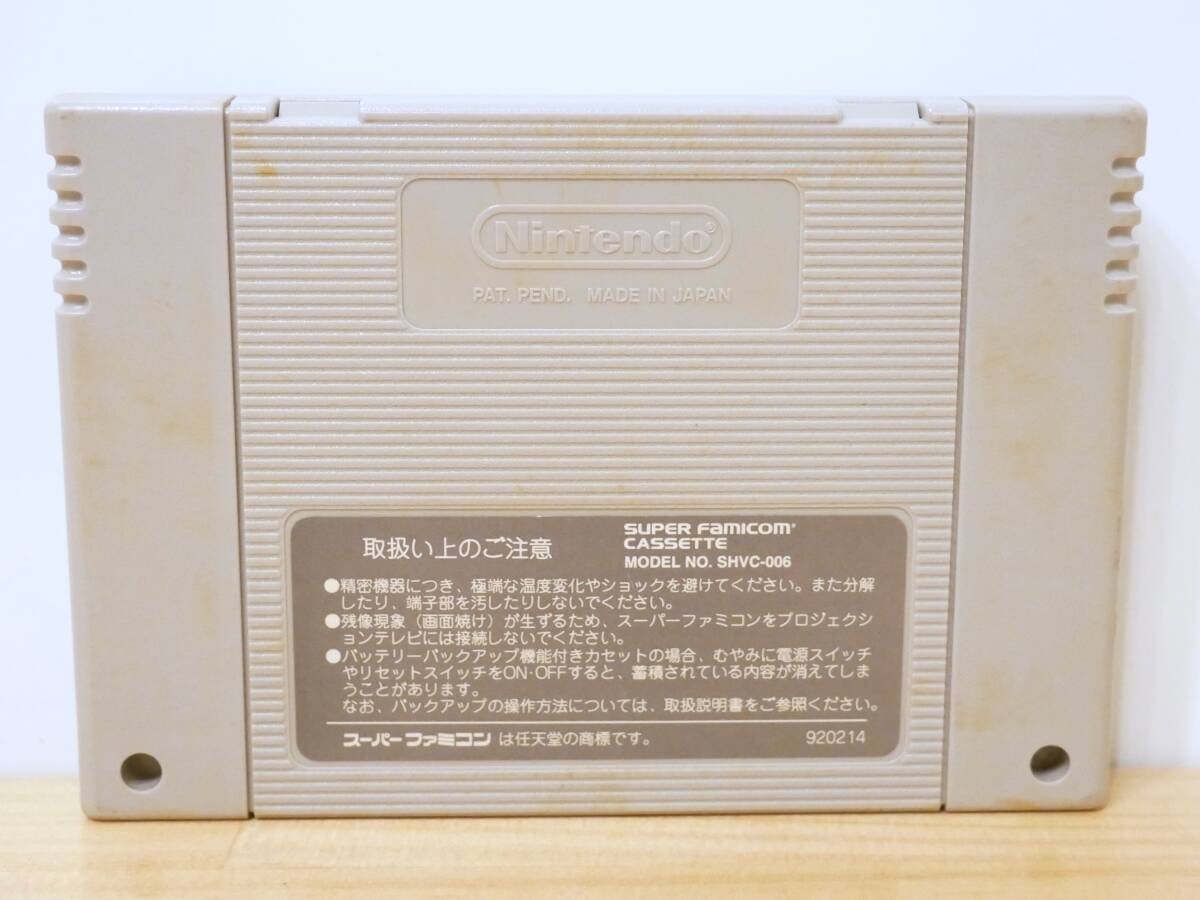 Nintendo®
PAT. PEND. MADE IN JAPAN
取扱い上のご注意
SUPER FAMICOM®
CASSETTE
MODEL NO. SHVC-006
●精密機器につき、極端な温度変化やショックを避けてください。また分解
したり、端子部を汚したりしないでください。
●残像現象（画面焼け）が生ずるため、スーパーファミコンをプロジェクシ
ョンテレビには接続しないでください。
●バッテリーバックアップ機能付きカセットの場合、むやみに電源スイッチ
やリセットスイッチをON·OFFすると、蓄積されている内容が消えてしま
うことがあります。
なお、バックアップの操作方法については、取扱説明書をご参照ください。
スーパーファミコン は任天堂の商標です。
920214